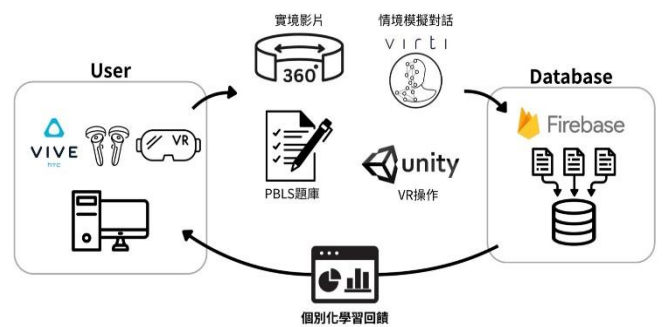 User
VIVE
htc
VR
實境影片
360°
情境模擬對話
virti
PBLS題庫
unity
VR操作
Database
Firebase
個別化學習回饋